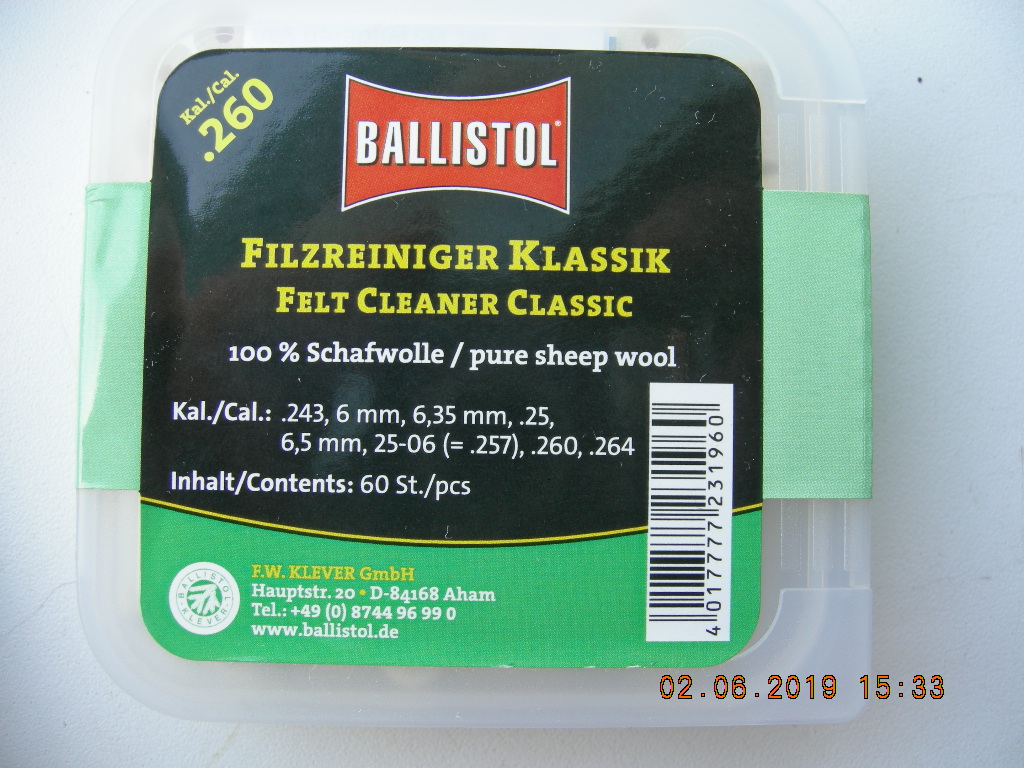 Kal./Cal.
.260
BALLISTOL®
FILZREINIGER KLASSIK
FELT CLEANER CLASSIC
100 % Schafwolle / pure sheep wool
Kal./Cal.: .243, 6 mm, 6,35 mm, .25,
6,5 mm, 25-06 (= .257), .260, .264
Inhalt/Contents: 60 St./pcs
4 017777 231960
F.W. KLEVER GmbH
Hauptstr. 20 • D-84168 Aham
Tel.: +49 (0) 8744 96 99 0
www.ballistol.de
BALLISTOL
KLEVER
02.06.2019 15:33